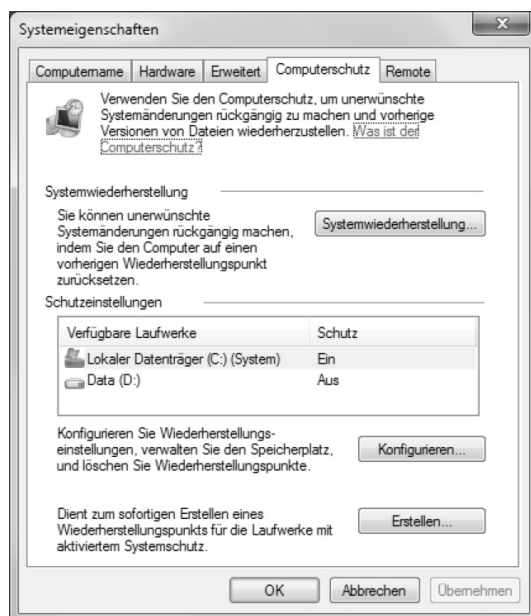 Systemeigenschaften
Computername Hardware Erweitert Computerschutz Remote
Verwenden Sie den Computerschutz, um unerwünschte
Systemänderungen rückgängig zu machen und vorherige
Versionen von Dateien wiederherzustellen. Was ist der
Computerschutz?
Systemwiederherstellung
Sie können unerwünschte
Systemänderungen rückgängig machen,
indem Sie den Computer auf einen
vorherigen Wiederherstellungspunkt
zurücksetzen.
Systemwiederherstellung...
Schutzeinstellungen
Verfügbare Laufwerke Schutz
Lokaler Datenträger (C:) (System) Ein
Data (D:) Aus
Konfigurieren Sie Wiederherstellungs-
einstellungen, verwalten Sie den Speicherplatz,
und löschen Sie Wiederherstellungspunkte.
Konfigurieren...
Dient zum sofortigen Erstellen eines
Wiederherstellungspunkts für die Laufwerke mit
aktiviertem Systemschutz.
Erstellen...
OK Abbrechen Übernehmen